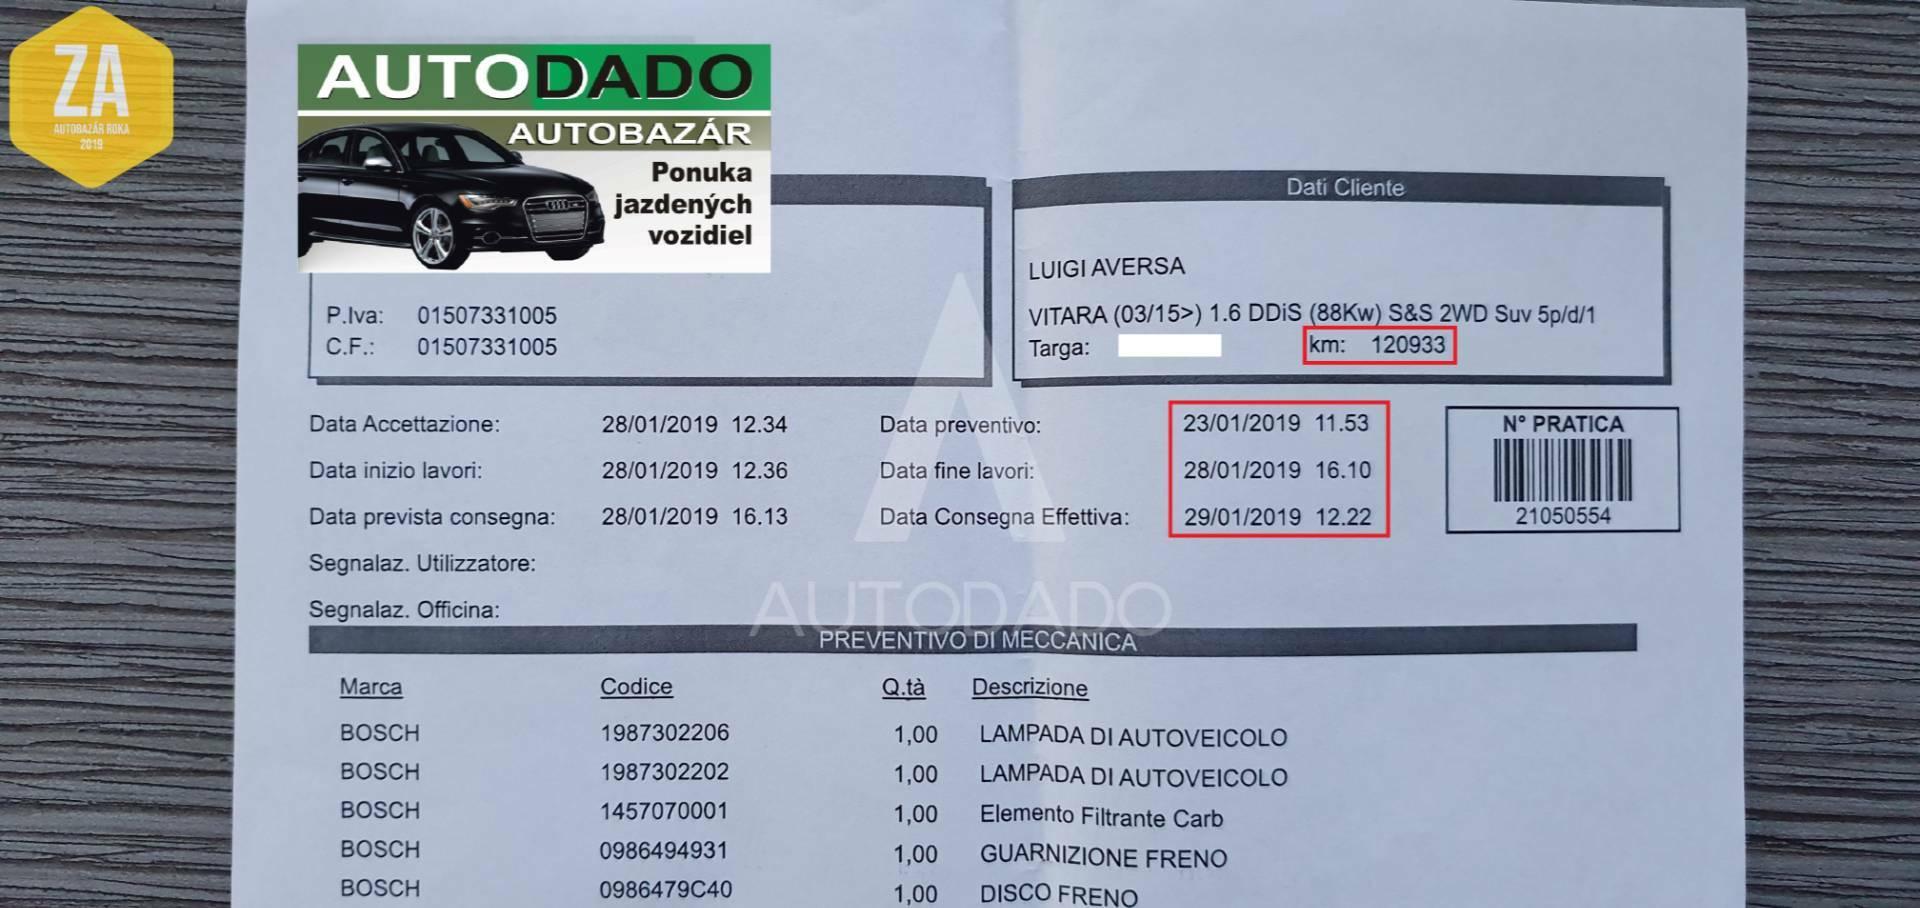 ZA
AUTOBAZÁR ROKA
2019
AUTODADO
AUTOBAZÁR
Ponuka
jazdených
vozidiel
P.Iva: 01507331005
C.F.: 01507331005
Dati Cliente
LUIGI AVERSA
VITARA (03/15>) 1.6 DDiS (88Kw) S&S 2WD Suv 5p/d/1
Targa: km: 120933
Data Accettazione: 28/01/2019 12.34 Data preventivo: 23/01/2019 11.53
Data inizio lavori: 28/01/2019 12.36 Data fine lavori: 28/01/2019 16.10
Data prevista consegna: 28/01/2019 16.13 Data Consegna Effettiva: 29/01/2019 12.22
N° PRATICA
21050554
Segnalaz. Utilizzatore:
Segnalaz. Officina:
AUTODADO
PREVENTIVO DI MECCANICA
Marca Codice Q.tà Descrizione
BOSCH 1987302206 1,00 LAMPADA DI AUTOVEICOLO
BOSCH 1987302202 1,00 LAMPADA DI AUTOVEICOLO
BOSCH 1457070001 1,00 Elemento Filtrante Carb
BOSCH 0986494931 1,00 GUARNIZIONE FRENO
BOSCH 0986479C40 1,00 DISCO FRENO